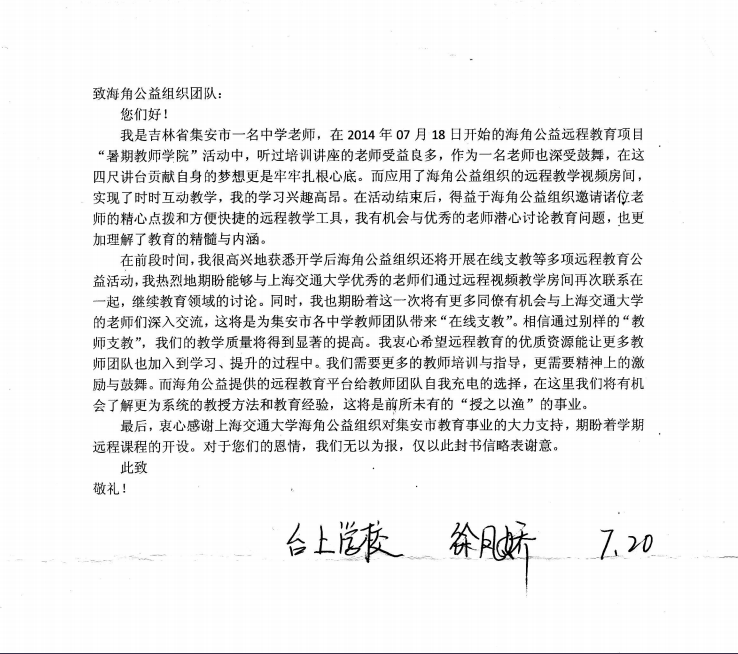 致海角公益组织团队：
您们好！
我是吉林省集安市一名中学老师，在 2014 年 07 月 18 日开始的海角公益远程教育项目
“暑期教师学院”活动中，听过培训讲座的老师受益良多，作为一名老师也深受鼓舞，在这
四尺讲台贡献自身的梦想更是牢牢扎根心底。而应用了海角公益组织的远程教学视频房间，
实现了时时互动教学，我的学习兴趣高昂。在活动结束后，得益于海角公益组织邀请诸位老
师的精心点拨和方便快捷的远程教学工具，我有机会与优秀的老师潜心讨论教育问题，也更
加理解了教育的精髓与内涵。
在前段时间，我很高兴地获悉开学后海角公益组织还将开展在线支教等多项远程教育公
益活动，我热烈地期盼能够与上海交通大学优秀的老师们通过远程视频教学房间再次联系在
一起，继续教育领域的讨论。同时，我也期盼着这一次将有更多同僚有机会与上海交通大学
的老师们深入交流，这将是为集安市各中学教师团队带来“在线支教”。相信通过别样的“教
师支教”，我们的教学质量将得到显著的提高。我衷心希望远程教育的优质资源能让更多教
师团队也加入到学习、提升的过程中。我们需要更多的教师培训与指导，更需要精神上的激
励与鼓舞。而海角公益提供的远程教育平台给教师团队自我充电的选择，在这里我们将有机
会了解更为系统的教授方法和教育经验，这将是前所未有的“授之以渔”的事业。
最后，衷心感谢上海交通大学海角公益组织对集安市教育事业的大力支持，期盼着学期
远程课程的开设。对于您们的恩情，我们无以为报，仅以此封书信略表谢意。
此致
敬礼！
台上学校 徐凤娇 7.20